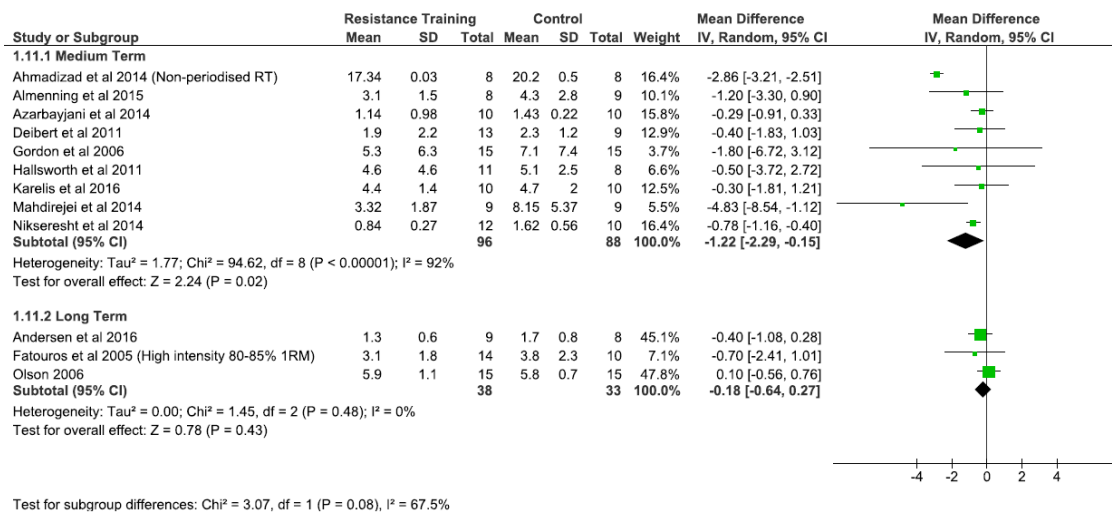 Resistance Training Control Mean Difference Mean Difference
Study or Subgroup Mean SD Total Mean SD Total Weight IV, Random, 95% CI IV, Random, 95% CI
1.11.1 Medium Term
Ahmadizad et al 2014 (Non-periodised RT) 17.34 0.03 8 20.2 0.5 8 16.4% -2.86 [-3.21, -2.51]
Almenning et al 2015 3.1 1.5 8 4.3 2.8 9 10.1% -1.20 [-3.30, 0.90]
Azarbayjani et al 2014 1.14 0.98 10 1.43 0.22 10 15.8% -0.29 [-0.91, 0.33]
Deibert et al 2011 1.9 2.2 13 2.3 1.2 9 12.9% -0.40 [-1.83, 1.03]
Gordon et al 2006 5.3 6.3 15 7.1 7.4 15 3.7% -1.80 [-6.72, 3.12]
Hallsworth et al 2011 4.6 4.6 11 5.1 2.5 8 6.6% -0.50 [-3.72, 2.72]
Karelis et al 2016 4.4 1.4 10 4.7 2 10 12.5% -0.30 [-1.81, 1.21]
Mahdirejei et al 2014 3.32 1.87 9 8.15 5.37 9 5.5% -4.83 [-8.54, -1.12]
Nikseresht et al 2014 0.84 0.27 12 1.62 0.56 10 16.4% -0.78 [-1.16, -0.40]
Subtotal (95% CI) 96 88 100.0% -1.22 [-2.29, -0.15]
Heterogeneity: Tau² = 1.77; Chi² = 94.62, df = 8 (P < 0.00001); I² = 92%
Test for overall effect: Z = 2.24 (P = 0.02)
1.11.2 Long Term
Andersen et al 2016 1.3 0.6 9 1.7 0.8 8 45.1% -0.40 [-1.08, 0.28]
Fatouros et al 2005 (High intensity 80-85% 1RM) 3.1 1.8 14 3.8 2.3 10 7.1% -0.70 [-2.41, 1.01]
Olson 2006 5.9 1.1 15 5.8 0.7 15 47.8% 0.10 [-0.56, 0.76]
Subtotal (95% CI) 38 33 100.0% -0.18 [-0.64, 0.27]
Heterogeneity: Tau² = 0.00; Chi² = 1.45, df = 2 (P = 0.48); I² = 0%
Test for overall effect: Z = 0.78 (P = 0.43)
-4 -2 0 2 4
Test for subgroup differences: Chi² = 3.07, df = 1 (P = 0.08), I² = 67.5%